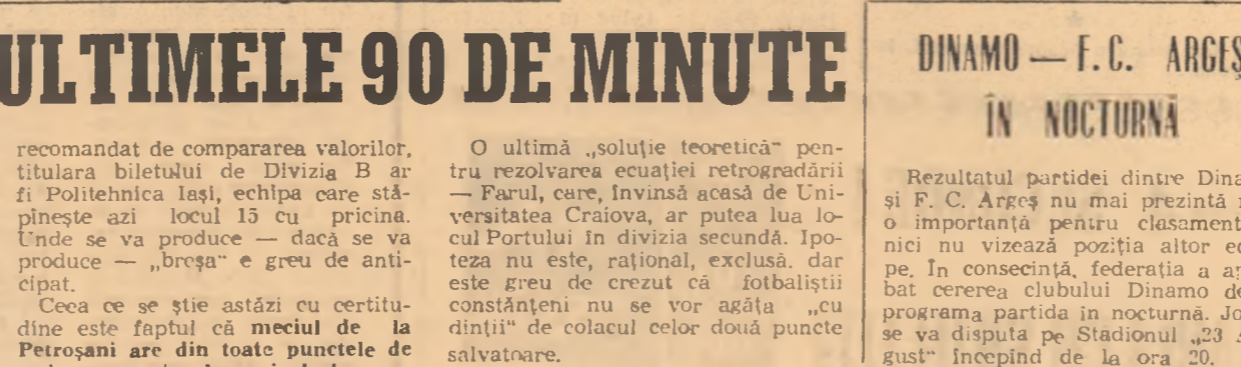 ULTIMELE 90 DE MINUTE
recomandat de compararea valorilor,
titulara biletului de Divizia B ar
fi Politehnica Iași, echipa care stă-
pînește azi locul 15 cu pricina.
Unde se va produce — dacă se va
produce — „breșa" e greu de anti-
cipat.
Ceea ce se știe astăzi cu certitu-
dine este faptul că meciul de la
Petroșani are din toate punctele de
O ultimă „soluție teoretică" pen-
tru rezolvarea ecuației retrogradării
— Farul, care, învinsă acasă de Uni-
versitatea Craiova, ar putea lua lo-
cul Portului în divizia secundă. Ipo-
teza nu este, rațional, exclusă. dar
este greu de crezut că fotbaliștii
constănțeni nu se vor agăța „cu
dinții" de colacul celor două puncte
salvatoare.
DINAMO — F. C. ARGEȘ
ÎN NOCTURNĂ
Rezultatul partidei dintre Dina
și F. C. Argeș nu mai prezintă
o importanță pentru clasament
nici nu vizează poziția altor ec
pe. În consecință, federația a ap
bat cererea clubului Dinamo de
programa partida în nocturnă. Jo
se va disputa pe Stadionul „23
gust" începînd de la ora 20.